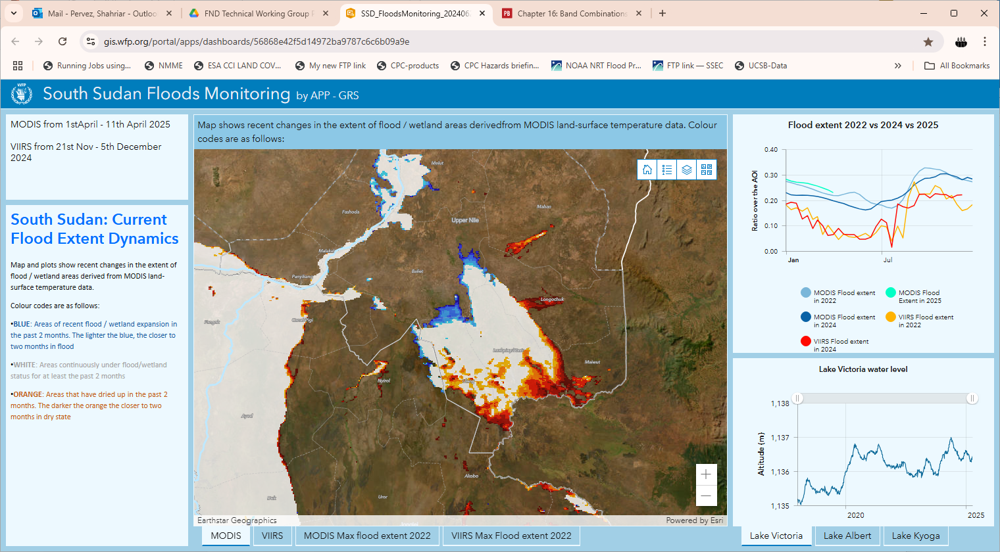 Mail - Pervez, Shahriar - Outloo
FND Technical Working Group F
SSD_FloodsMonitoring_202406
Chapter 16: Band Combinations
gis.wfp.org/portal/apps/dashboards/56868e42f5d14972ba9787c6c6b09a9e
Running Jobs using...
NMME
ESA CCI LAND COV...
My new FTP link
CPC-products
CPC Hazards briefin...
NOAA NRT Flood Pr...
FTP link — SSEC
UCSB-Data
All Bookmarks
WFP
South Sudan Floods Monitoring by APP - GRS
MODIS from 1stApril - 11th April 2025
VIIRS from 21st Nov - 5th December
2024
South Sudan: Current
Flood Extent Dynamics
Map and plots show recent changes in the extent of
flood / wetland areas derived from MODIS land-
surface temperature data.
Colour codes are as follows:
•BLUE: Areas of recent flood / wetland expansion in
the past 2 months. The lighter the blue, the closer to
two months in flood
•WHITE: Areas continuously under flood/wetland
status for at least the past 2 months
•ORANGE: Areas that have dried up in the past 2
months. The darker the orange the closer to two
months in dry state
Map shows recent changes in the extent of flood / wetland areas derivedfrom MODIS land-surface temperature data. Colour
codes are as follows:
Melut
Fashoda
Maban
Upper Nile
Malakal
Baliet
Panyikang
Longochuk
Fangak
Canal/Pigi
Luakpiny/Nasir
Maiwut
Nyirol
Ulang
Ayod
Akobo
Duk
Uror
Earthstar Geographics
Powered by Esri
MODIS
VIIRS
MODIS Max flood extent 2022
VIIRS Max Flood extent 2022
Flood extent 2022 vs 2024 vs 2025
Ratio over the AOI
0.40
0.30
0.20
0.10
0.00
Jan
Jul
MODIS Flood extent
in 2022
MODIS Flood
Extent in 2025
MODIS Flood extent
in 2024
VIIRS Flood extent
in 2022
VIIRS Flood extent
in 2024
Lake Victoria water level
Altitude (m)
1,138
1,137
1,136
1,135
2020
2025
Lake Victoria
Lake Albert
Lake Kyoga